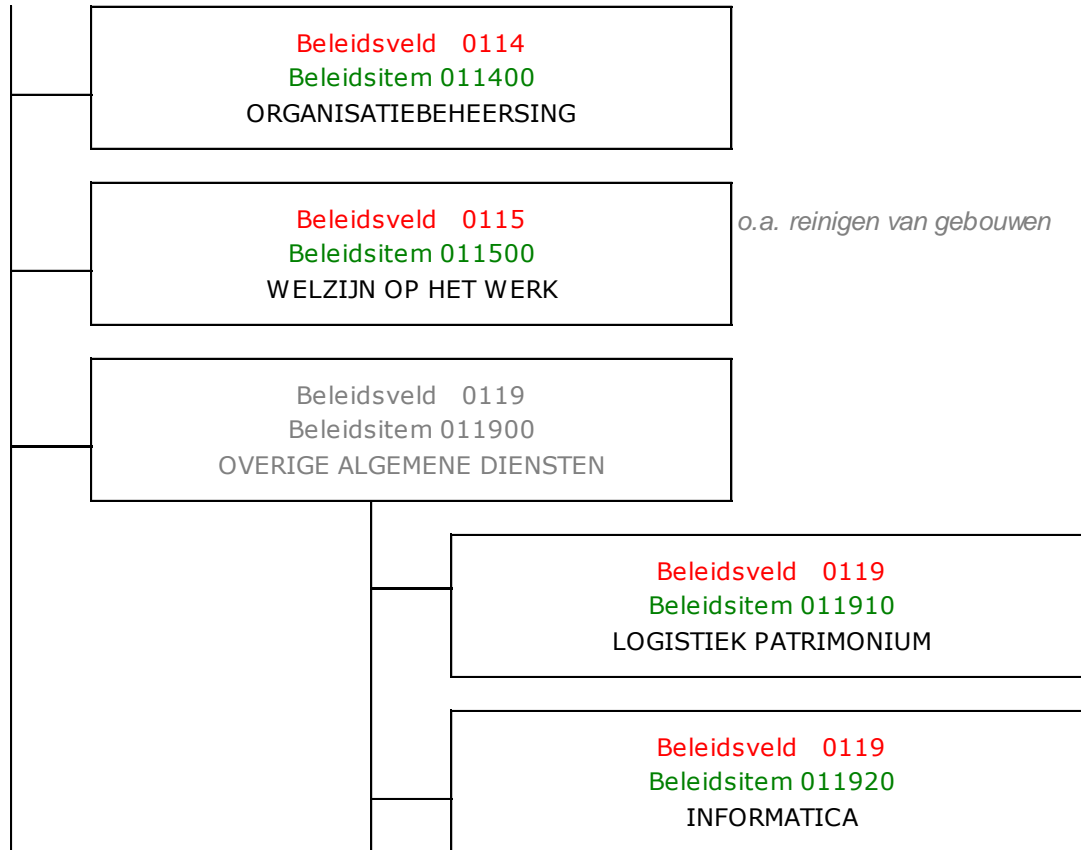 Beleidsveld 0114
Beleidsitem 011400
ORGANISATIEBEHEERSING
Beleidsveld 0115
Beleidsitem 011500
WELZIJN OP HET WERK
o.a. reinigen van gebouwen
Beleidsveld 0119
Beleidsitem 011900
OVERIGE ALGEMENE DIENSTEN
Beleidsveld 0119
Beleidsitem 011910
LOGISTIEK PATRIMONIUM
Beleidsveld 0119
Beleidsitem 011920
INFORMATICA